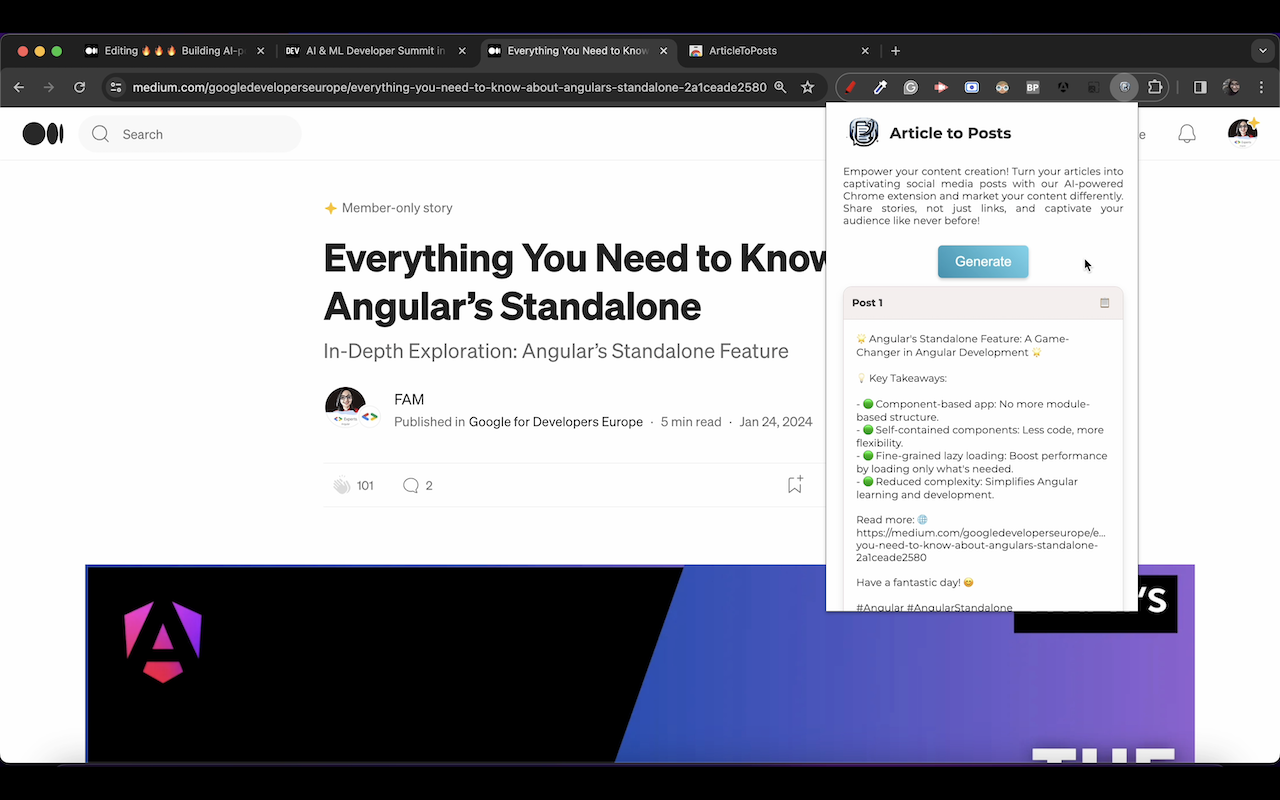 Editing 🔥🔥🔥 Building AI-p
AI & ML Developer Summit in
Everything You Need to Know
ArticleToPosts
medium.com/googledeveloperseurope/everything-you-need-to-know-about-angulars-standalone-2a1ceade2580
BP
Search
e
Member-only story
Everything You Need to Know
Angular’s Standalone
In-Depth Exploration: Angular’s Standalone Feature
FAM
Published in Google for Developers Europe · 5 min read · Jan 24, 2024
101
2
Article to Posts
Empower your content creation! Turn your articles into
captivating social media posts with our AI-powered
Chrome extension and market your content differently.
Share stories, not just links, and captivate your
audience like never before!
Generate
Post 1
🌟 Angular's Standalone Feature: A Game-
Changer in Angular Development 🌟
💡 Key Takeaways:
- 🟢 Component-based app: No more module-
based structure.
- 🟢 Self-contained components: Less code, more
flexibility.
- 🟢 Fine-grained lazy loading: Boost performance
by loading only what's needed.
- 🟢 Reduced complexity: Simplifies Angular
learning and development.
Read more: 🌐
https://medium.com/googledeveloperseurope/e...
you-need-to-know-about-angulars-standalone-
2a1ceade2580
Have a fantastic day! 😊
#Angular #AngularStandalone
’S
THE